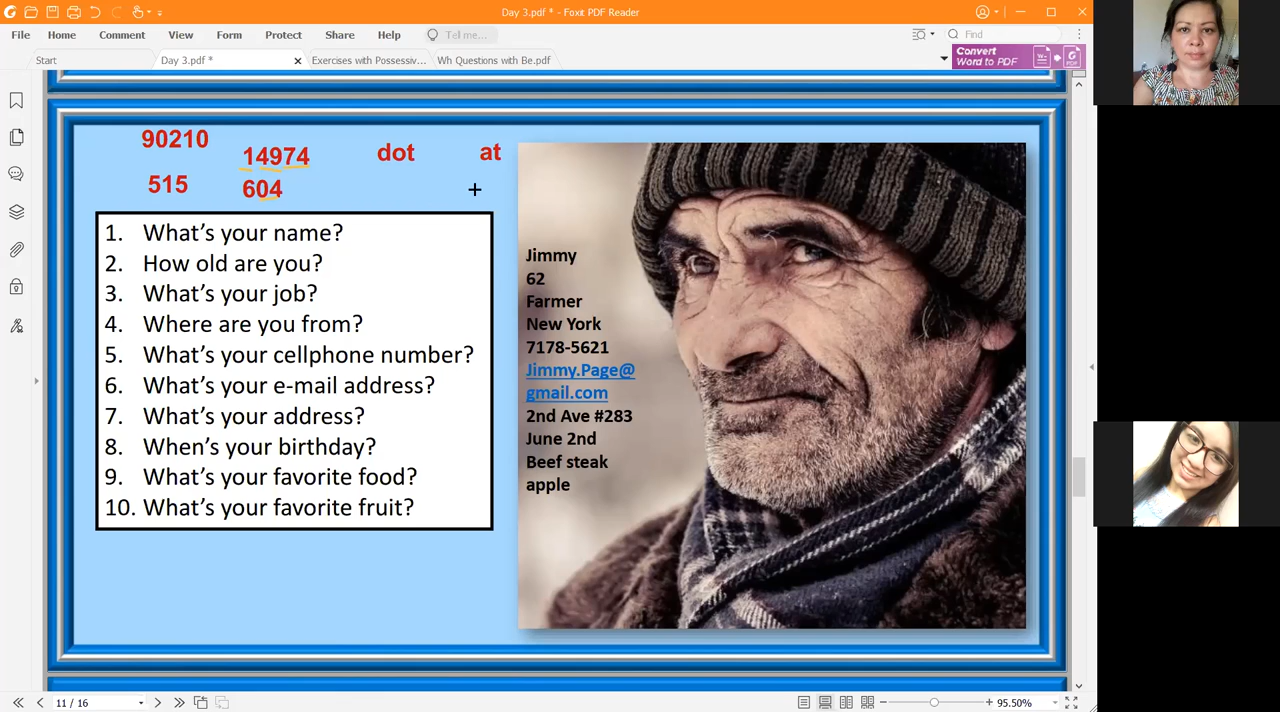 Day 3.pdf * - Foxit PDF Reader
File Home Comment View Form Protect Share Help Tell me... Find
Start Day 3.pdf * Exercises with Possessiv... Wh Questions with Be.pdf
Convert
Word to PDF
90210 14974 dot at
515 604
1. What’s your name?
2. How old are you?
3. What’s your job?
4. Where are you from?
5. What’s your cellphone number?
6. What’s your e-mail address?
7. What’s your address?
8. When’s your birthday?
9. What’s your favorite food?
10. What’s your favorite fruit?
Jimmy
62
Farmer
New York
7178-5621
Jimmy.Page@
gmail.com
2nd Ave #283
June 2nd
Beef steak
apple
11 / 16 95.50%